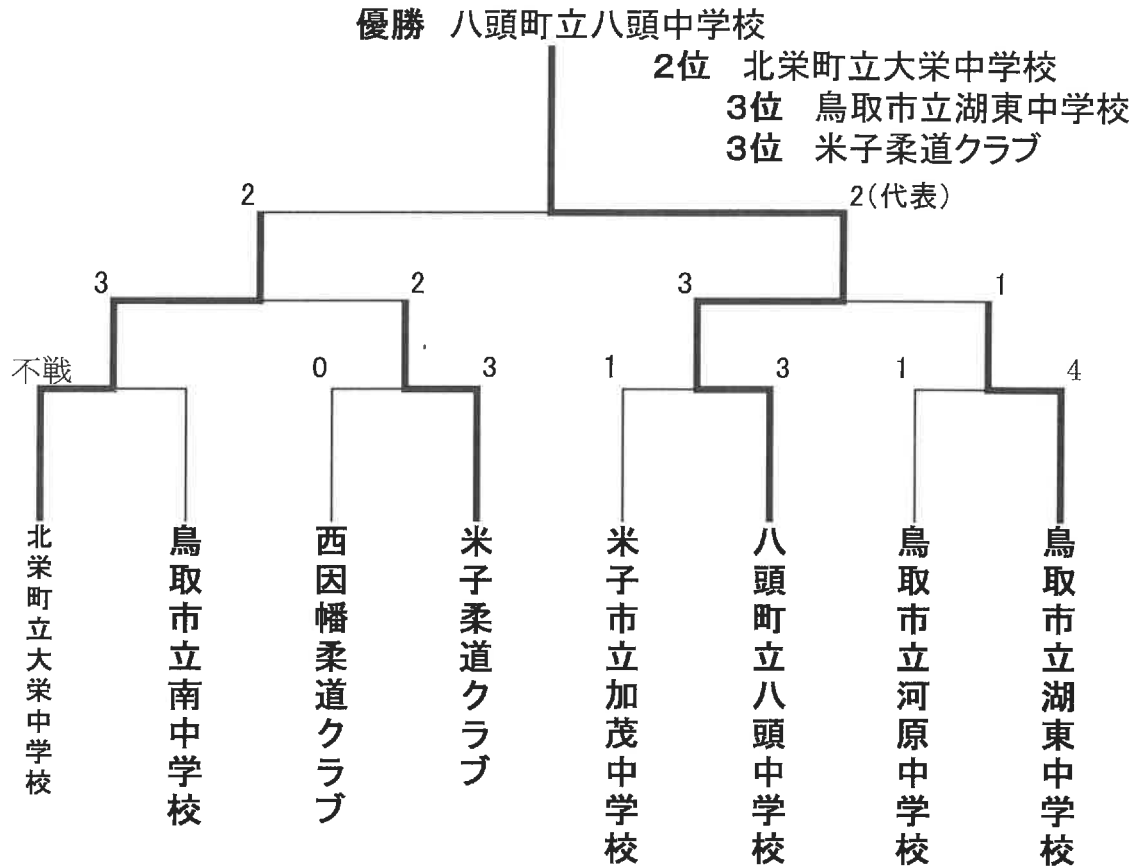 優勝 八頭町立八頭中学校
2位 北栄町立大栄中学校
3位 鳥取市立湖東中学校
3位 米子柔道クラブ
2
2(代表)
3
2
3
1
不戦
0
3
1
3
1
4
北栄町立大栄中学校
鳥取市立南中学校
西因幡柔道クラブ
米子柔道クラブ
米子市立加茂中学校
八頭町立八頭中学校
鳥取市立河原中学校
鳥取市立湖東中学校